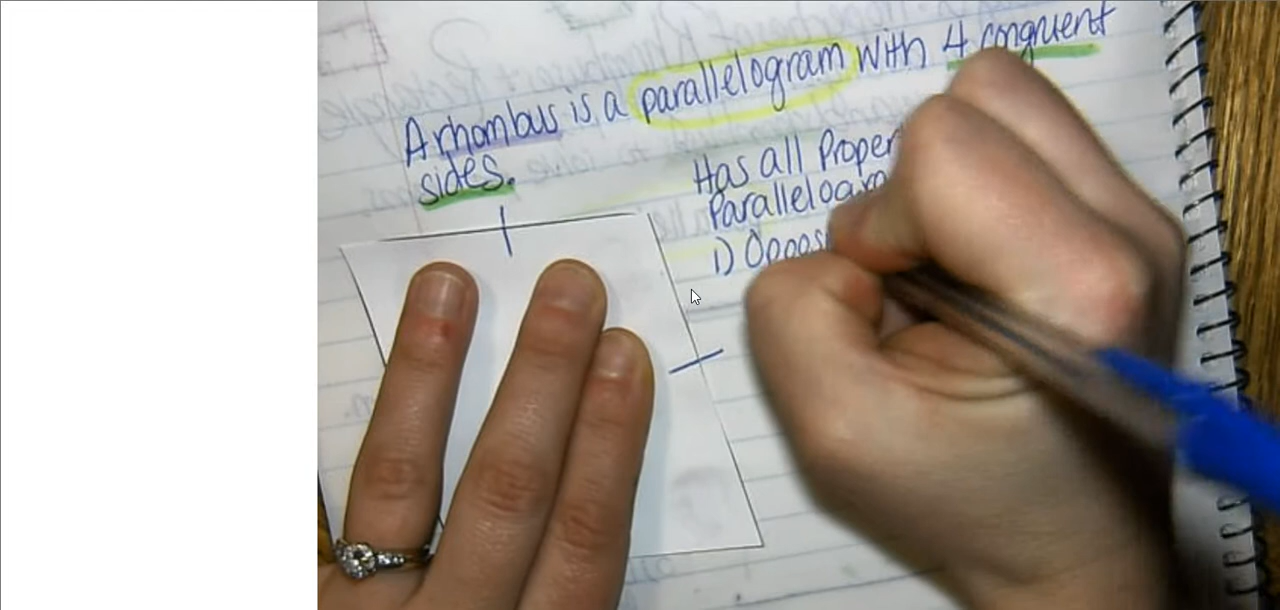 A rhombus is a parallelogram with 4 congruent
sides.
Has all Proper
Parallelogra
1) Oppos